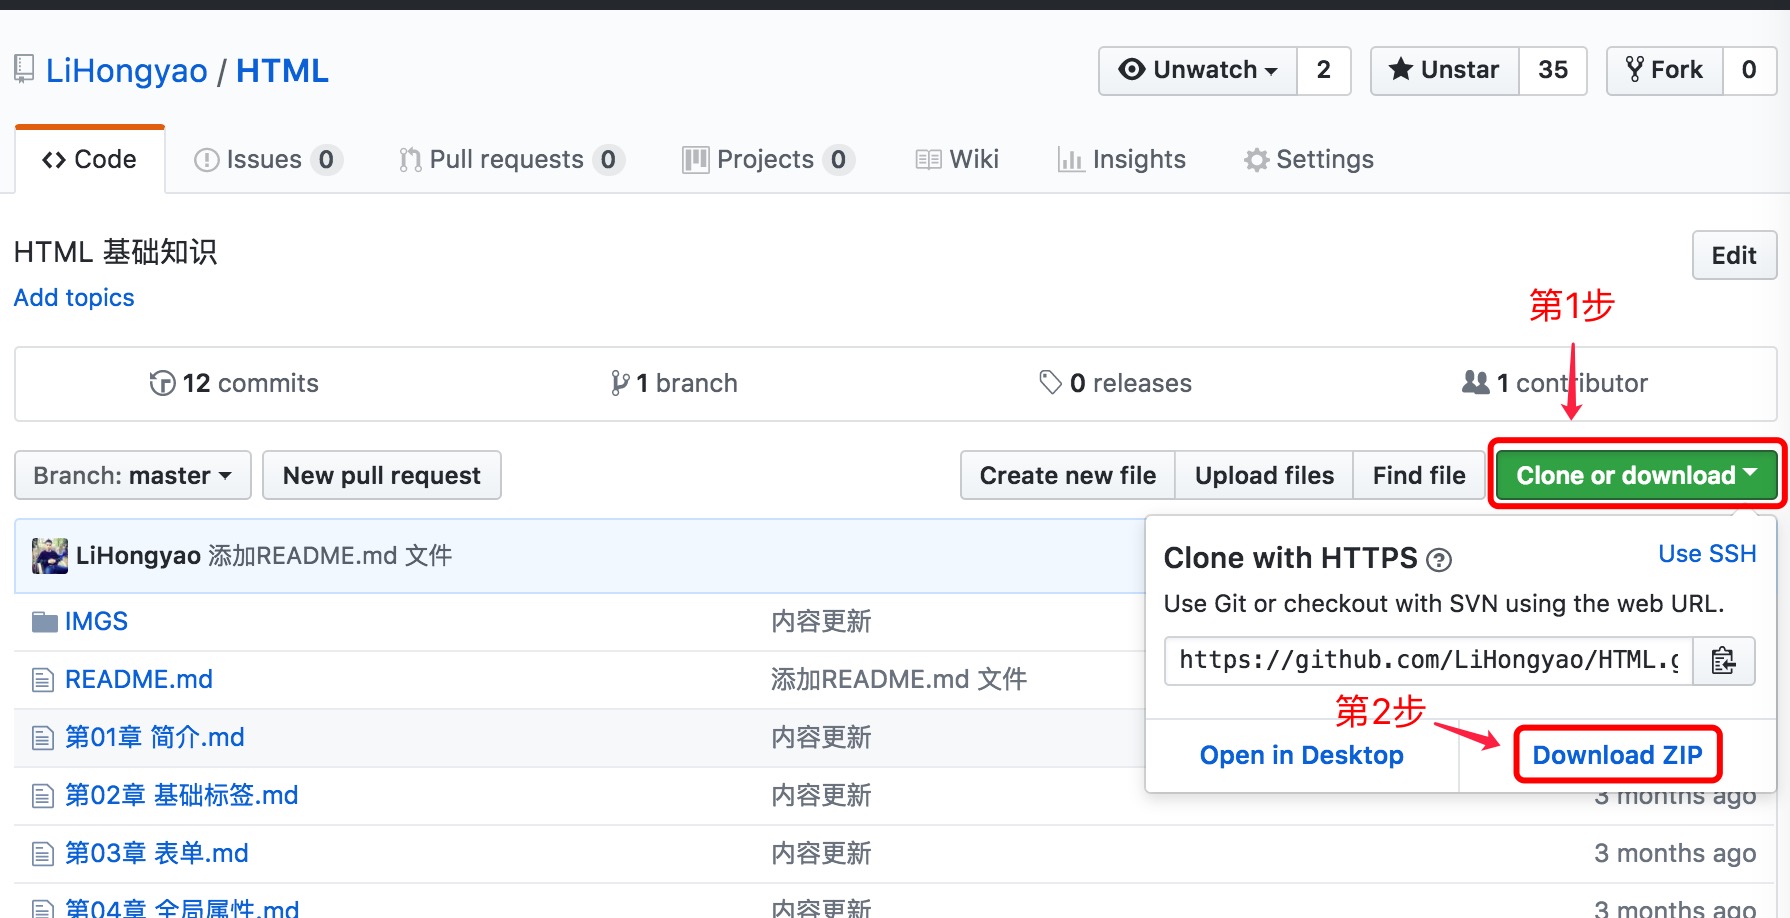 LiHongyao / HTML
Unwatch 2
Unstar 35
Fork 0
Code
Issues 0
Pull requests 0
Projects 0
Wiki
Insights
Settings
HTML 基础知识
Edit
Add topics
第1步
12 commits
1 branch
0 releases
1 contributor
Branch: master
New pull request
Create new file
Upload files
Find file
Clone or download
LiHongyao 添加README.md 文件
Clone with HTTPS
Use SSH
Use Git or checkout with SVN using the web URL.
https://github.com/LiHongyao/HTML.g
第2步
Open in Desktop
Download ZIP
IMGS 内容更新
README.md 添加README.md 文件
第01章 简介.md 内容更新
第02章 基础标签.md 内容更新 3 months ago
第03章 表单.md 内容更新 3 months ago
第04章 全局属性.md 内容更新 3 months ago